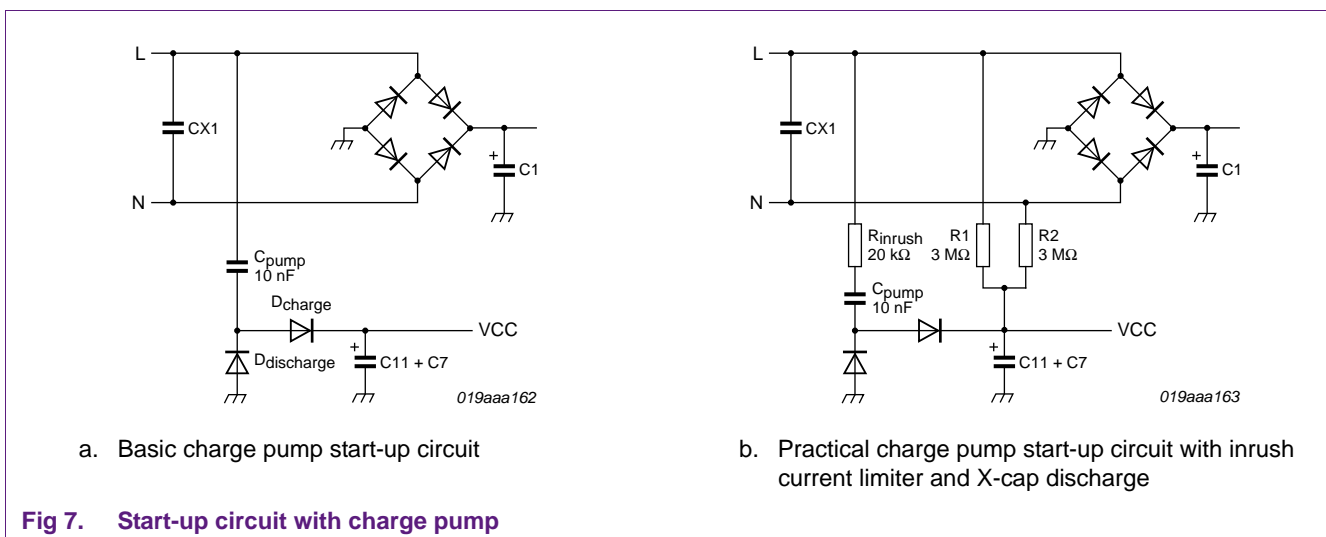 L
CX1
N
+
C1
Cpump
10 nF
Dcharge
VCC
Ddischarge
+
C11 + C7
019aaa162
a. Basic charge pump start-up circuit
L
CX1
N
+
C1
Rinrush
20 kΩ
R1
3 MΩ
R2
3 MΩ
Cpump
10 nF
VCC
+
C11 + C7
019aaa163
b. Practical charge pump start-up circuit with inrush
current limiter and X-cap discharge
Fig 7. Start-up circuit with charge pump